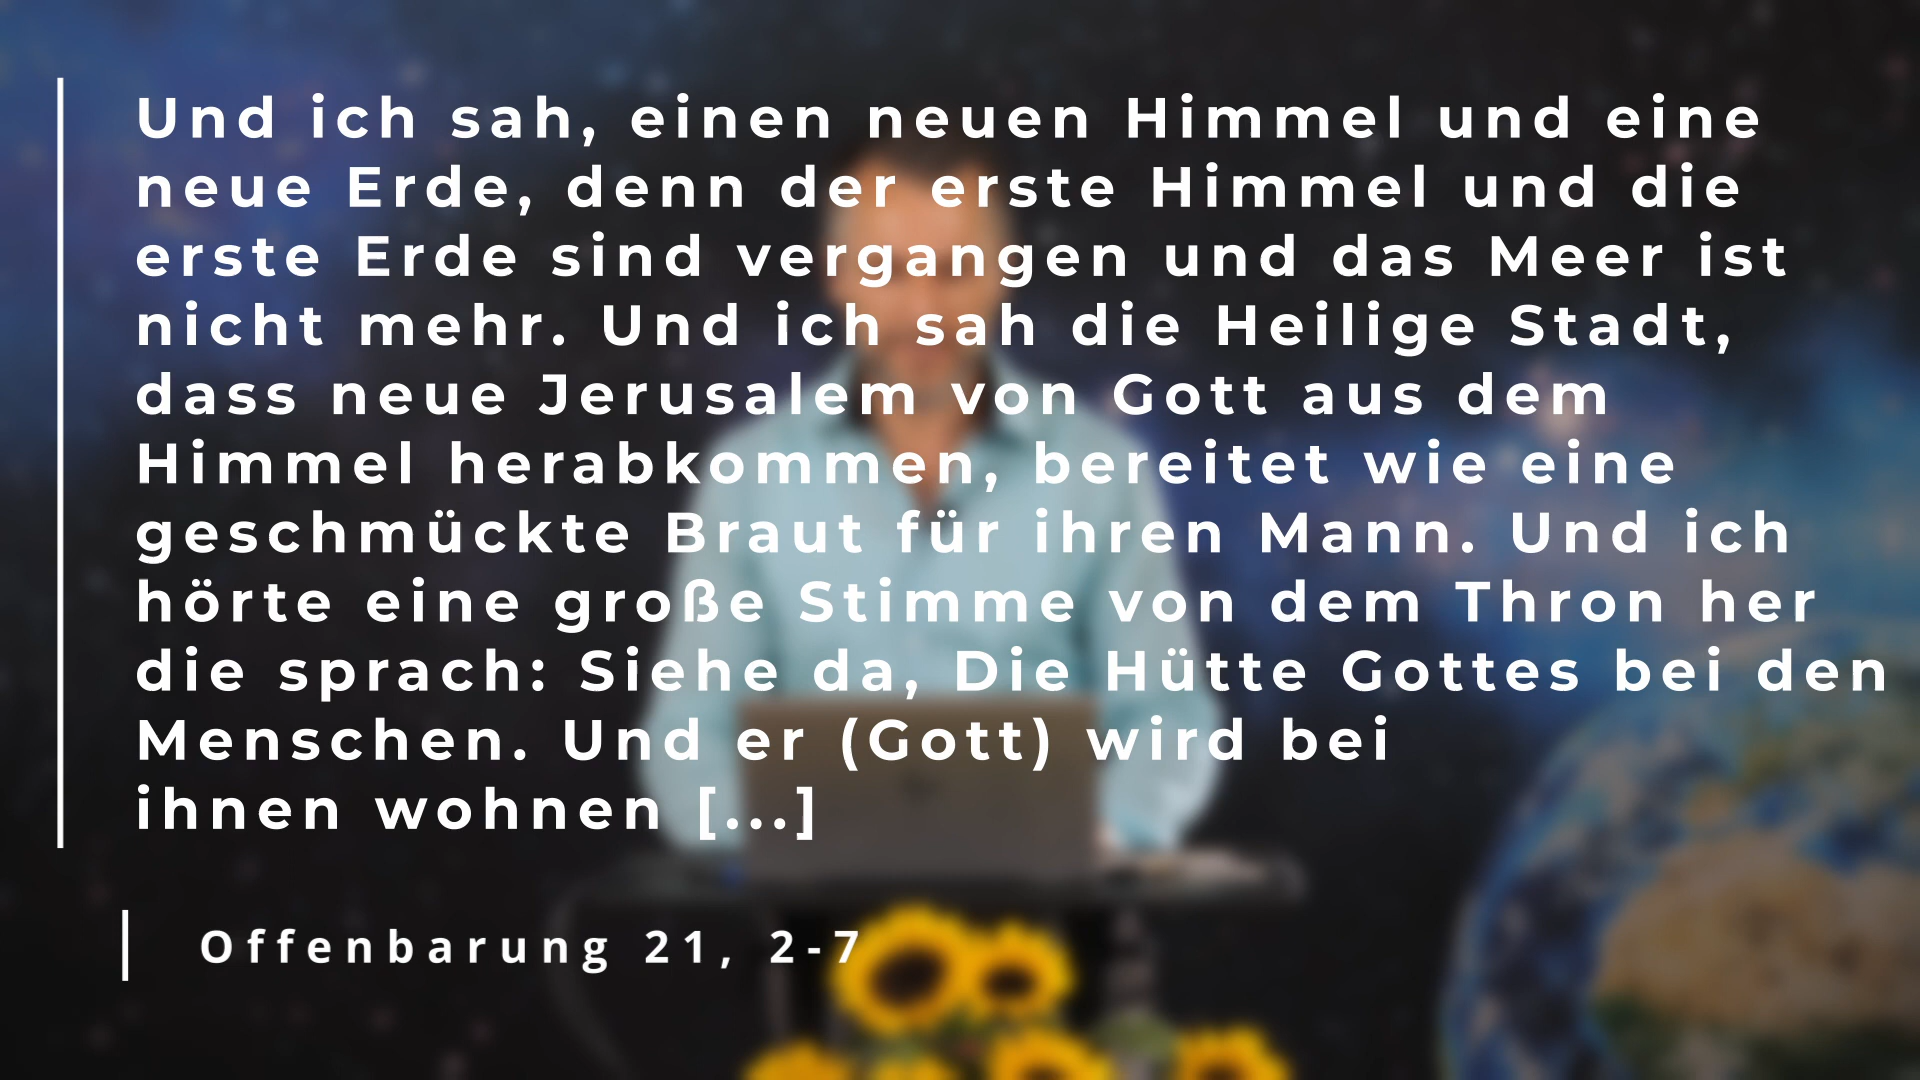 Und ich sah, einen neuen Himmel und eine
neue Erde, denn der erste Himmel und die
erste Erde sind vergangen und das Meer ist
nicht mehr. Und ich sah die Heilige Stadt,
dass neue Jerusalem von Gott aus dem
Himmel herabkommen, bereitet wie eine
geschmückte Braut für ihren Mann. Und ich
hörte eine große Stimme von dem Thron her
die sprach: Siehe da, Die Hütte Gottes bei den
Menschen. Und er (Gott) wird bei
ihnen wohnen [...]
Offenbarung 21, 2-7